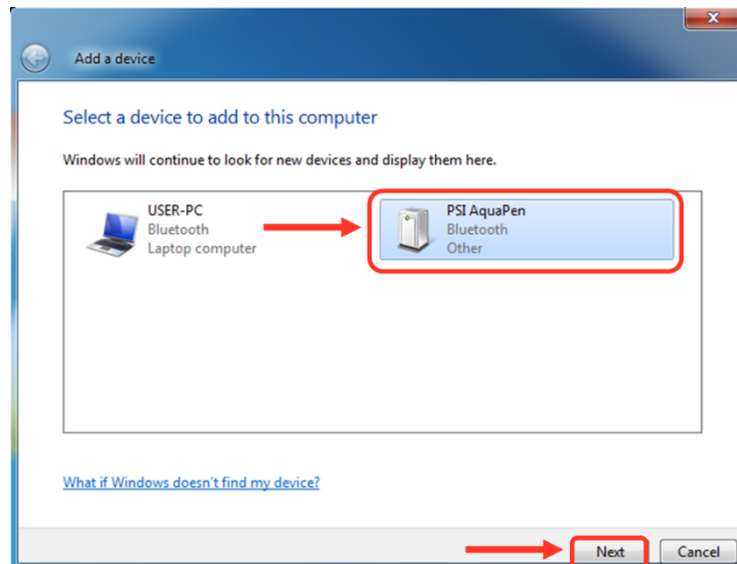 Add a device
Select a device to add to this computer
Windows will continue to look for new devices and display them here.
USER-PC
Bluetooth
Laptop computer
PSI AquaPen
Bluetooth
Other
What if Windows doesn't find my device?
Next
Cancel